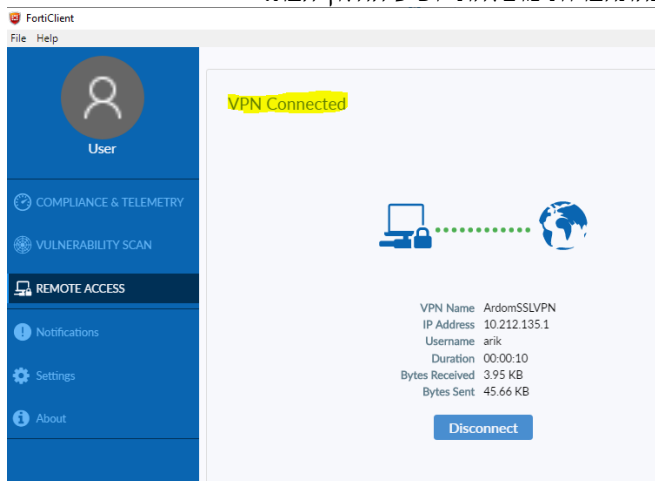 FortiClient
File Help
User
VPN Connected
COMPLIANCE & TELEMETRY
VULNERABILITY SCAN
REMOTE ACCESS
Notifications
Settings
About
VPN Name ArdomSSLVPN
IP Address 10.212.135.1
Username arik
Duration 00:00:10
Bytes Received 3.95 KB
Bytes Sent 45.66 KB
Disconnect